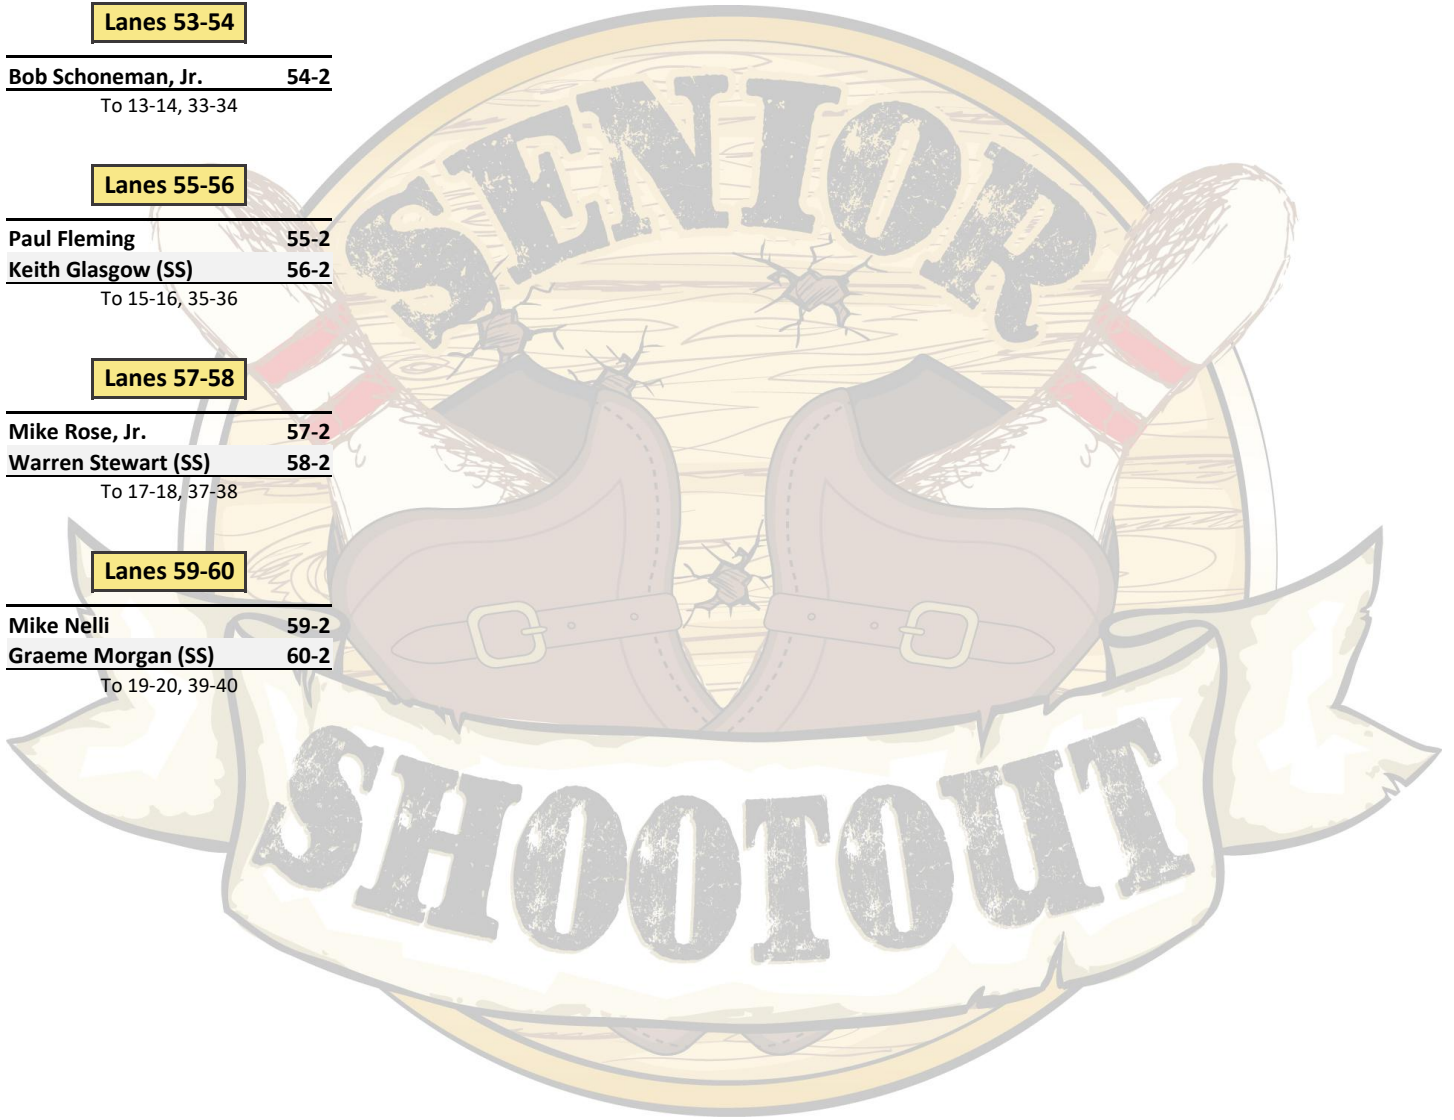 Lanes 53-54
Bob Schoneman, Jr. 54-2
To 13-14, 33-34
Lanes 55-56
Paul Fleming 55-2
Keith Glasgow (SS) 56-2
To 15-16, 35-36
Lanes 57-58
Mike Rose, Jr. 57-2
Warren Stewart (SS) 58-2
To 17-18, 37-38
Lanes 59-60
Mike Nelli 59-2
Graeme Morgan (SS) 60-2
To 19-20, 39-40
SENIOR
SHOOTOUT